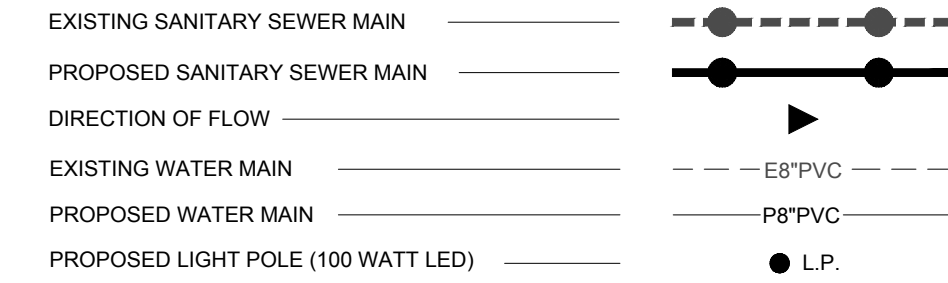 EXISTING SANITARY SEWER MAIN
PROPOSED SANITARY SEWER MAIN
DIRECTION OF FLOW
EXISTING WATER MAIN E8"PVC
PROPOSED WATER MAIN P8"PVC
PROPOSED LIGHT POLE (100 WATT LED) L.P.